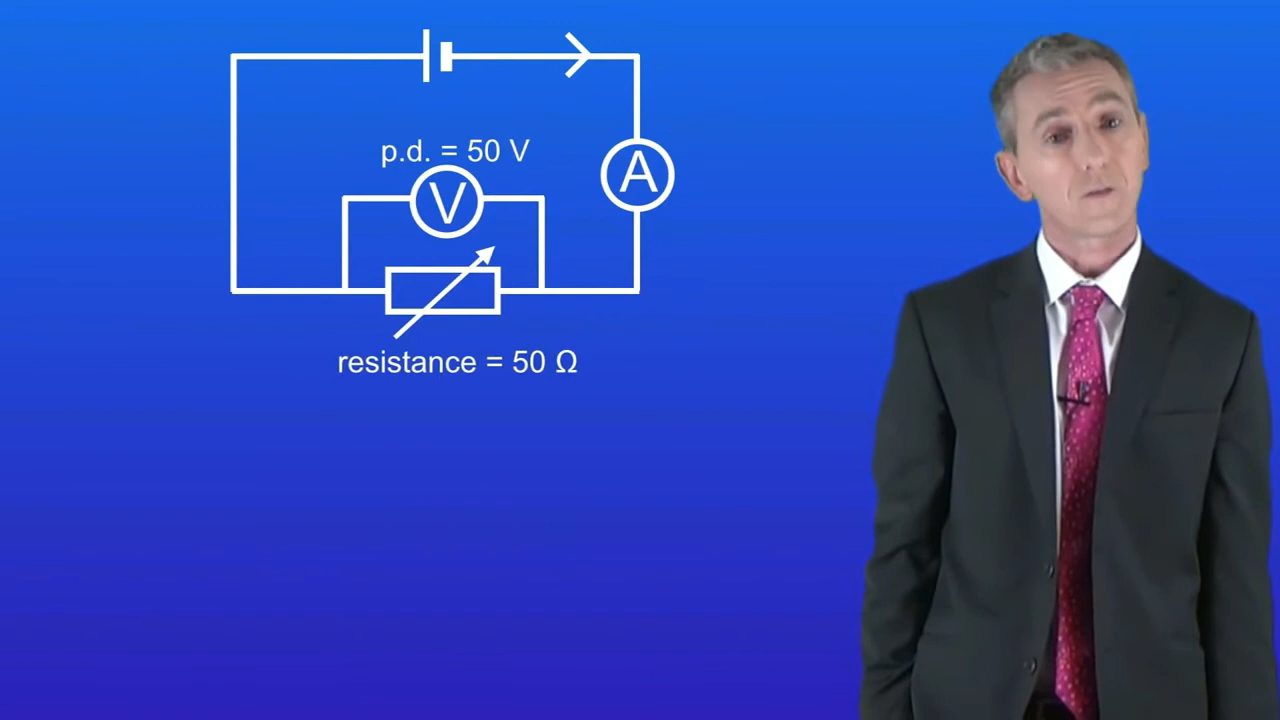 p.d. = 50 V
V
A
resistance = 50 Ω